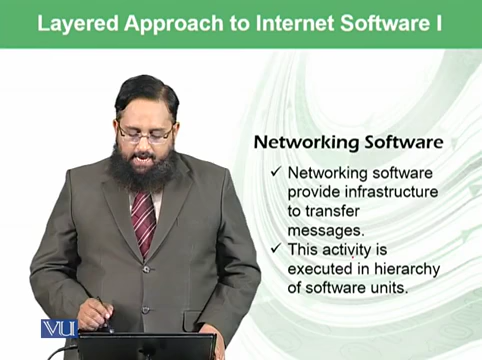 Layered Approach to Internet Software I
Networking Software
✓ Networking software
provide infrastructure
to transfer
messages.
✓ This activity is
executed in hierarchy
of software units.
VU